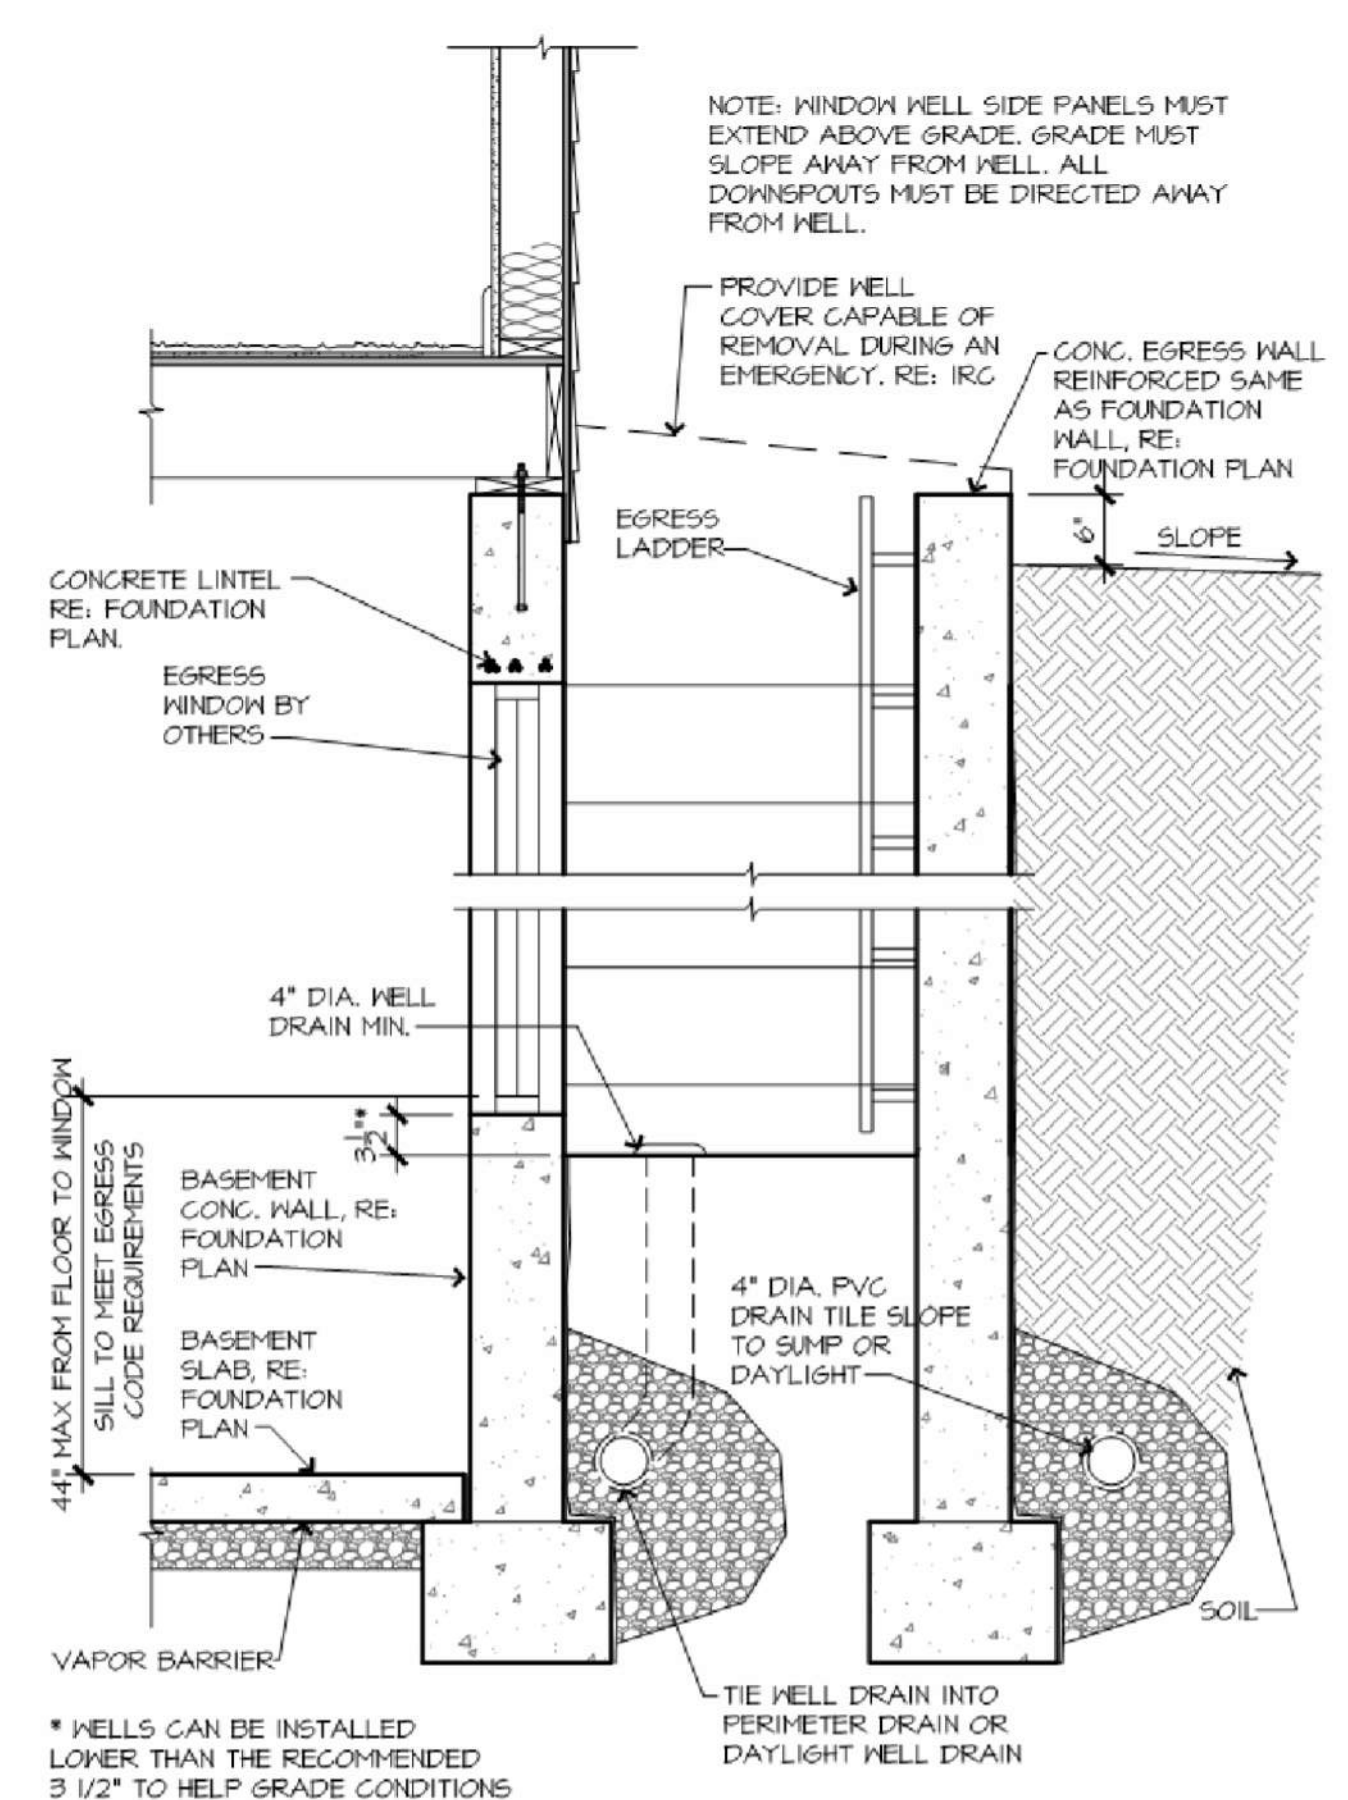 NOTE: WINDOW WELL SIDE PANELS MUST
EXTEND ABOVE GRADE. GRADE MUST
SLOPE AWAY FROM WELL. ALL
DOWNSPOUTS MUST BE DIRECTED AWAY
FROM WELL.
PROVIDE WELL
COVER CAPABLE OF
REMOVAL DURING AN
EMERGENCY. RE: IRC
CONC. EGRESS WALL
REINFORCED SAME
AS FOUNDATION
WALL, RE:
FOUNDATION PLAN
6"
SLOPE
EGRESS
LADDER
CONCRETE LINTEL
RE: FOUNDATION
PLAN.
EGRESS
WINDOW BY
OTHERS
4" DIA. WELL
DRAIN MIN.
44" MAX FROM FLOOR TO WINDOW
SILL TO MEET EGRESS
CODE REQUIREMENTS
3 1/2"*
BASEMENT
CONC. WALL, RE:
FOUNDATION
PLAN
4" DIA. PVC
DRAIN TILE SLOPE
TO SUMP OR
DAYLIGHT
BASEMENT
SLAB, RE:
FOUNDATION
PLAN
SOIL
VAPOR BARRIER
TIE WELL DRAIN INTO
PERIMETER DRAIN OR
DAYLIGHT WELL DRAIN
* WELLS CAN BE INSTALLED
LOWER THAN THE RECOMMENDED
3 1/2" TO HELP GRADE CONDITIONS